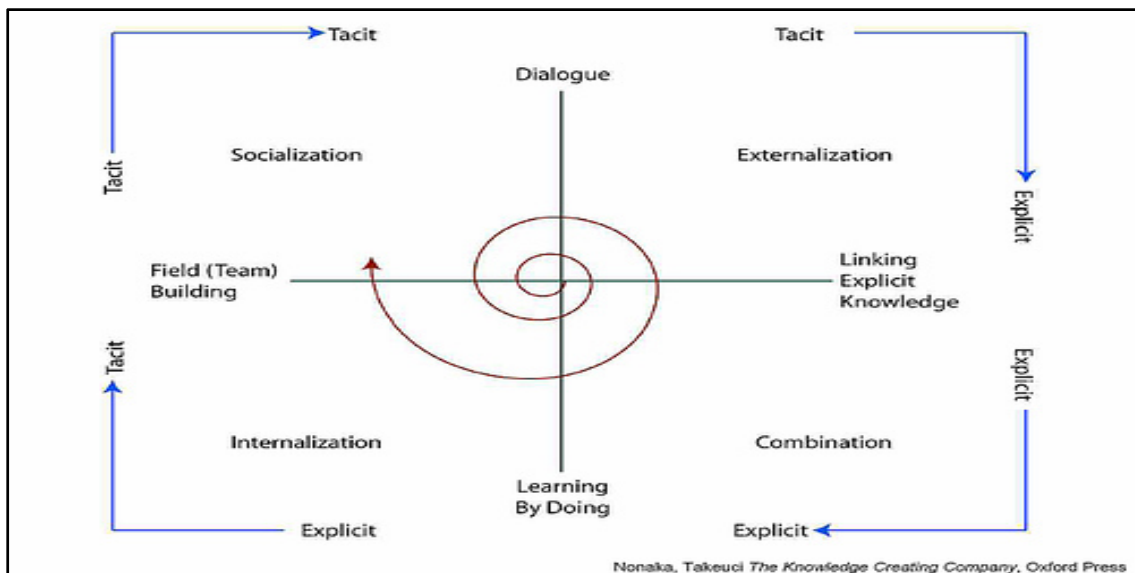 Tacit
Tacit
Dialogue
Socialization
Externalization
Tacit
Explicit
Field (Team)
Building
Linking
Explicit
Knowledge
Tacit
Explicit
Internalization
Combination
Learning
By Doing
Explicit
Explicit
Nonaka, Takeuci The Knowledge Creating Company, Oxford Press